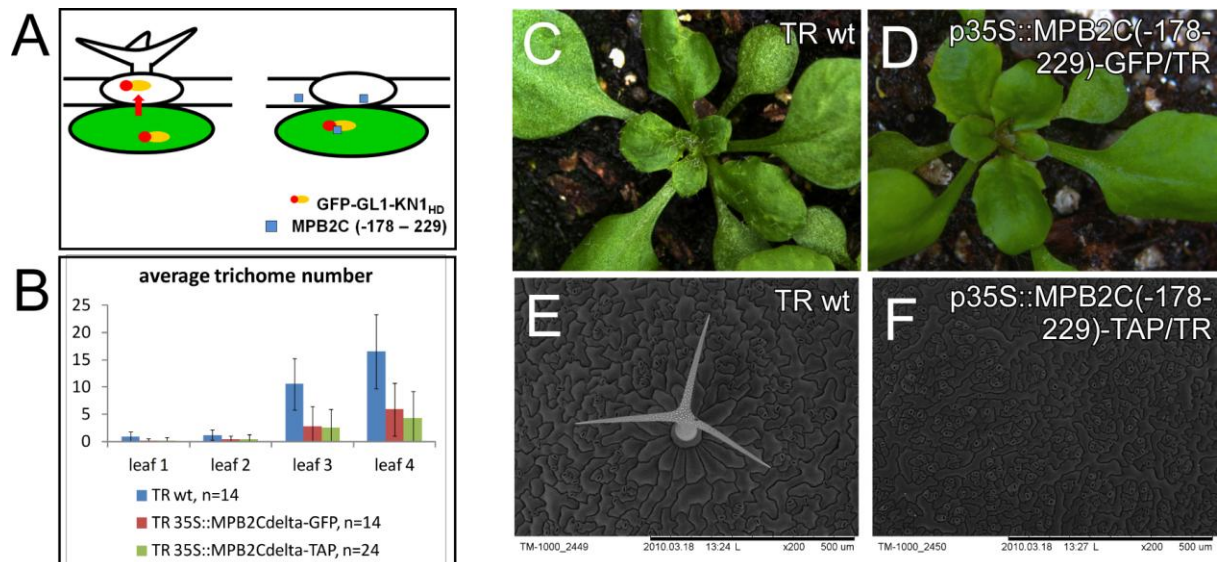 A
GFP-GL1-KN1HD
MPB2C (-178 – 229)
B
average trichome number
25
20
15
10
5
0
leaf 1 leaf 2 leaf 3 leaf 4
TR wt, n=14
TR 35S::MPB2Cdelta-GFP, n=14
TR 35S::MPB2Cdelta-TAP, n=24
C
TR wt
D
p35S::MPB2C(-178-
229)-GFP/TR
E
TR wt
TM-1000_2449 2010.03.18 13:24 L x200 500 um
F
p35S::MPB2C(-178-
229)-TAP/TR
TM-1000_2450 2010.03.18 13:27 L x200 500 um